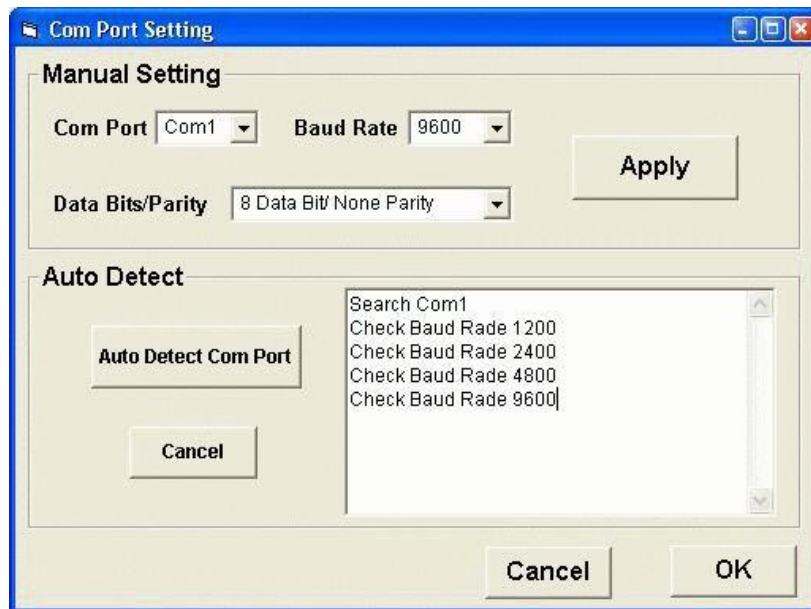 Com Port Setting
Manual Setting
Com Port Com1 Baud Rate 9600
Apply
Data Bits/Parity 8 Data Bit/ None Parity
Auto Detect
Search Com1
Check Baud Rade 1200
Check Baud Rade 2400
Check Baud Rade 4800
Check Baud Rade 9600
Auto Detect Com Port
Cancel
Cancel OK